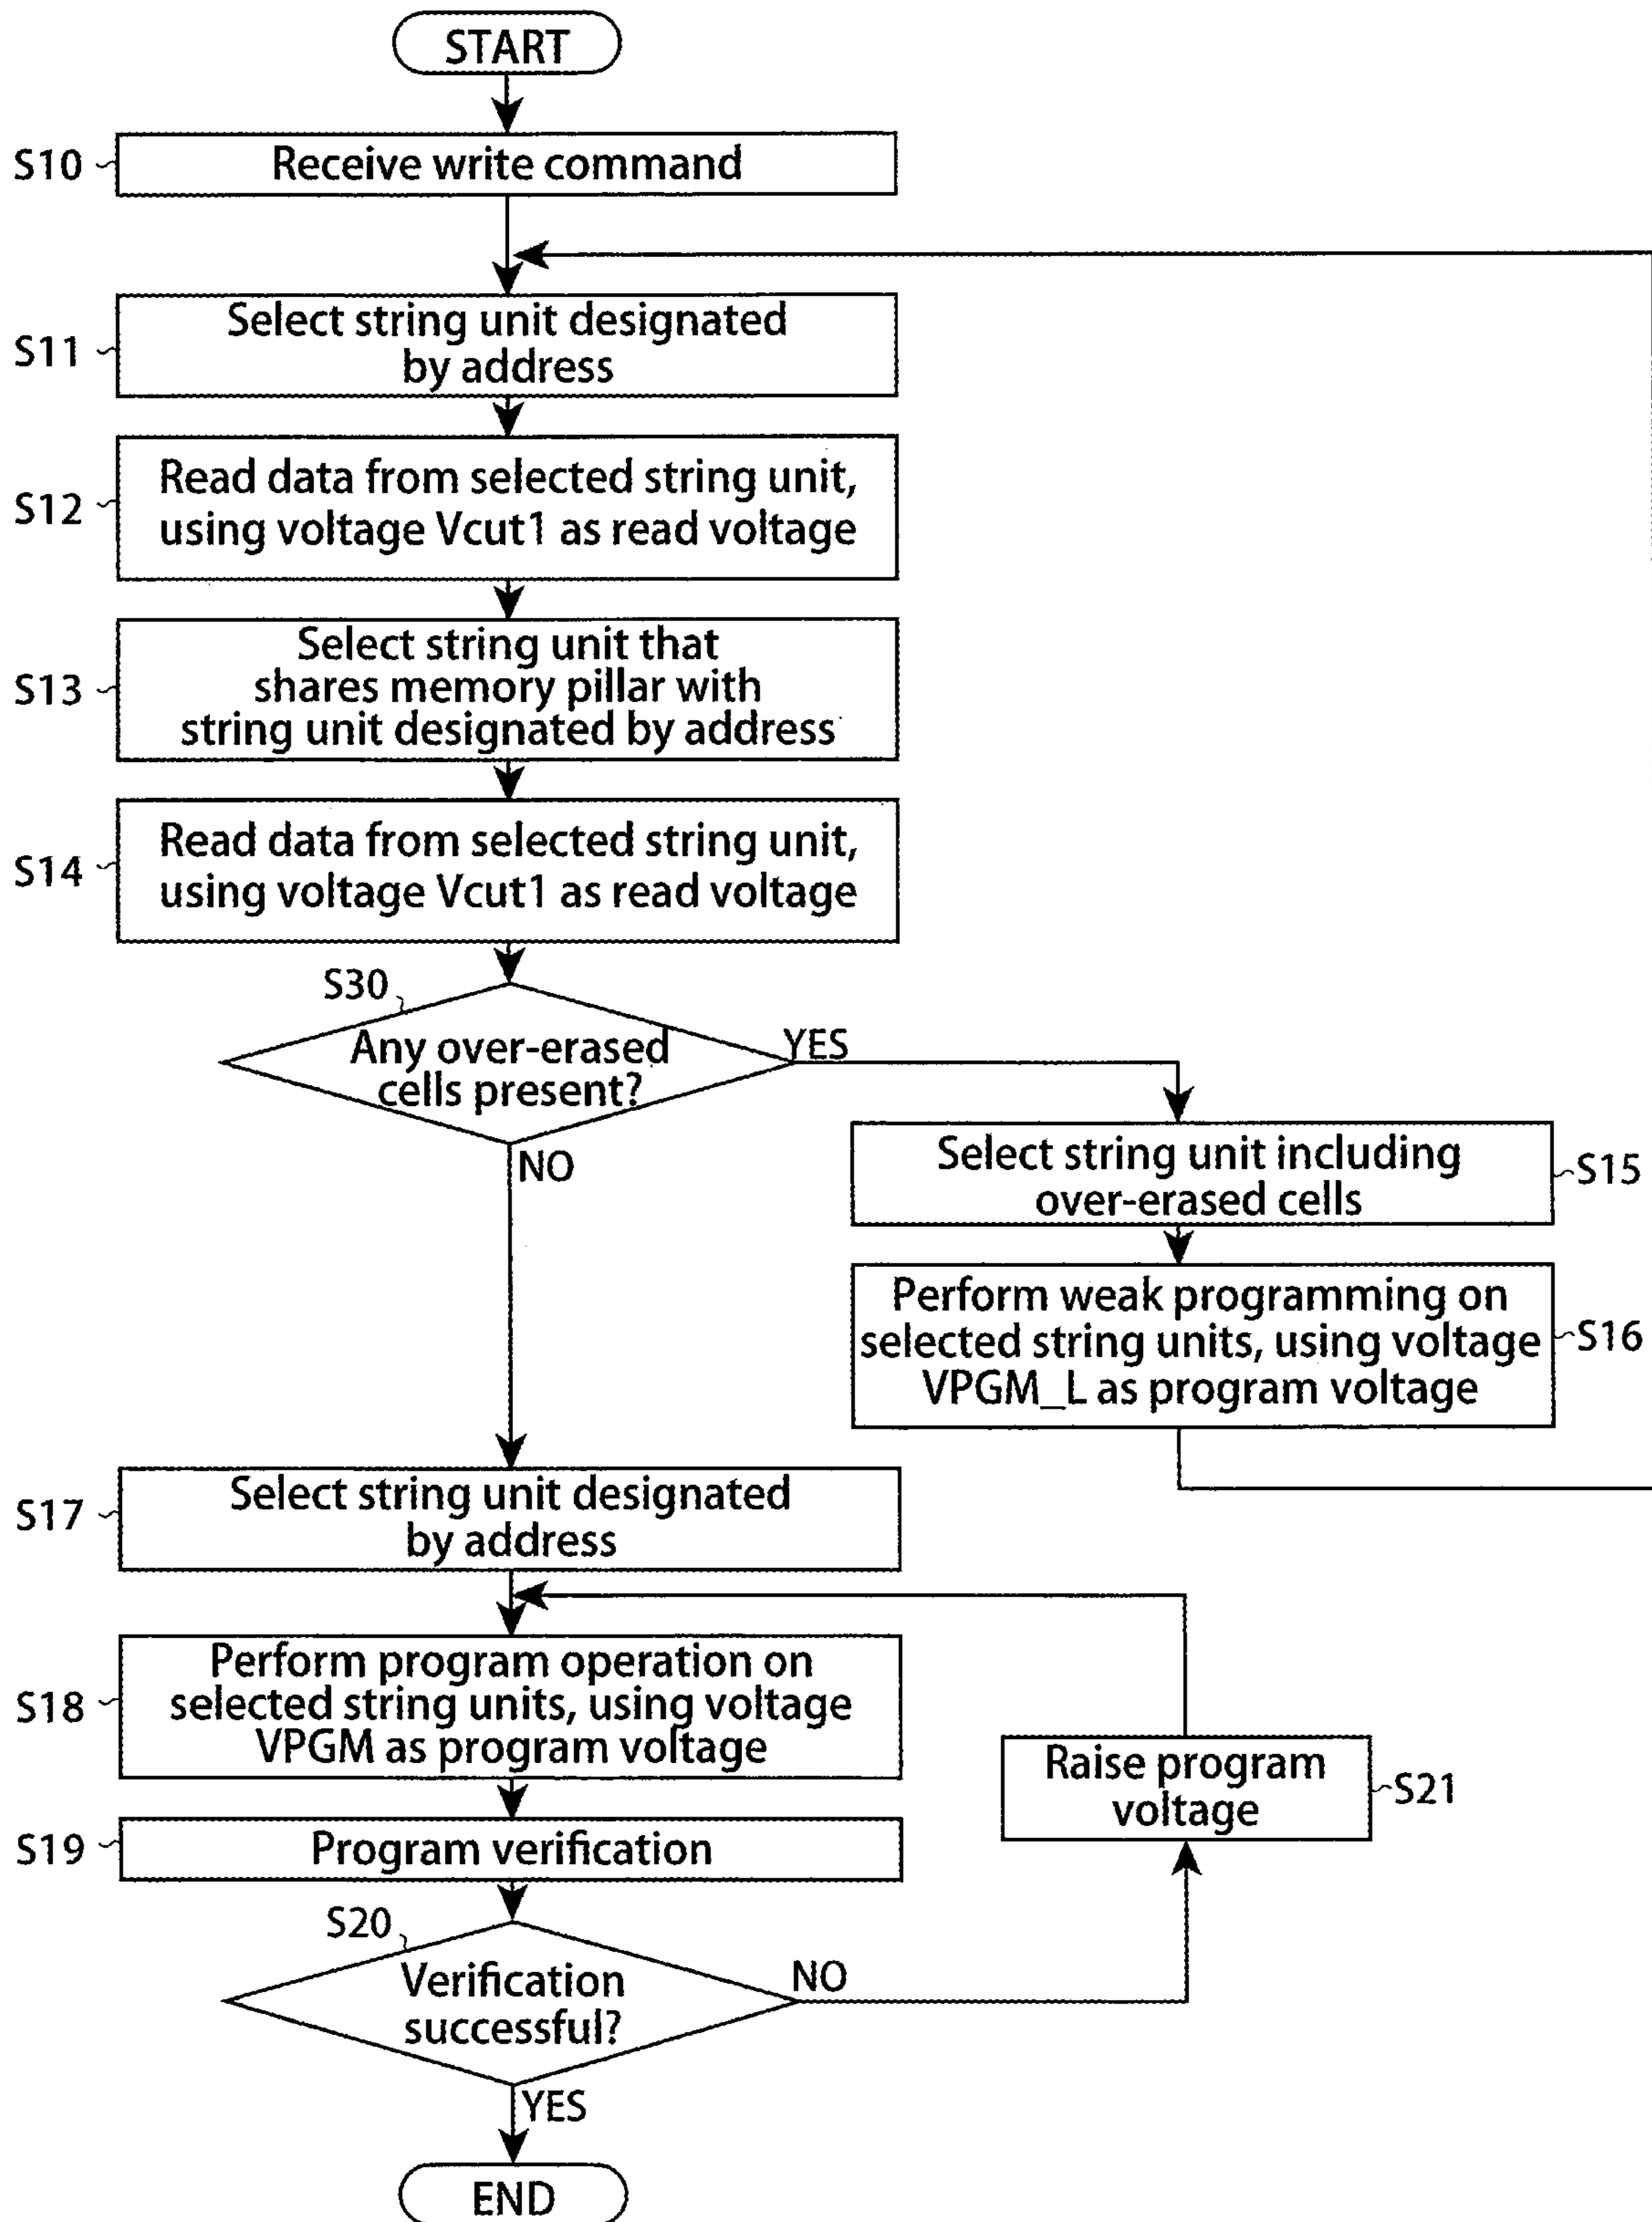 START
S10
Receive write command
S11
Select string unit designated
by address
S12
Read data from selected string unit,
using voltage Vcut1 as read voltage
S13
Select string unit that
shares memory pillar with
string unit designated by address
S14
Read data from selected string unit,
using voltage Vcut1 as read voltage
S30
Any over-erased
cells present?
YES
NO
Select string unit including
over-erased cells
S15
Perform weak programming on
selected string units, using voltage
VPGM_L as program voltage
S16
S17
Select string unit designated
by address
S18
Perform program operation on
selected string units, using voltage
VPGM as program voltage
Raise program
voltage
S21
S19
Program verification
S20
Verification
successful?
NO
YES
END